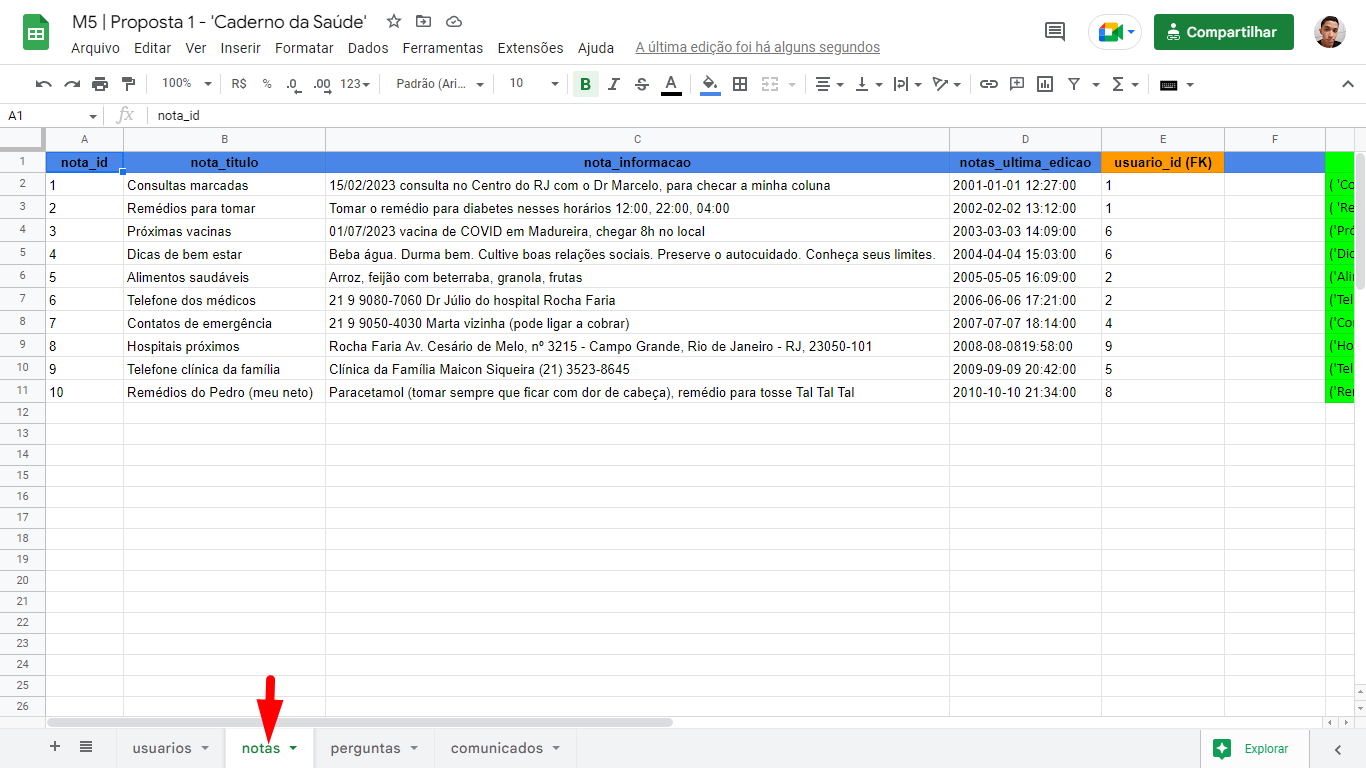 M5 | Proposta 1 - 'Caderno da Saúde'
Arquivo Editar Ver Inserir Formatar Dados Ferramentas Extensões Ajuda A última edição foi há alguns segundos
Compartilhar
100% R$ % .0 .00 123 Padrão (Ari... 10 B I S A
A1 fx nota_id
A B C D E F
1 nota_id nota_titulo nota_informacao notas_ultima_edicao usuario_id (FK)
2 1 Consultas marcadas 15/02/2023 consulta no Centro do RJ com o Dr Marcelo, para checar a minha coluna 2001-01-01 12:27:00 1 ( 'Co
3 2 Remédios para tomar Tomar o remédio para diabetes nesses horários 12:00, 22:00, 04:00 2002-02-02 13:12:00 1 ( 'Re
4 3 Próximas vacinas 01/07/2023 vacina de COVID em Madureira, chegar 8h no local 2003-03-03 14:09:00 6 ('Pró
5 4 Dicas de bem estar Beba água. Durma bem. Cultive boas relações sociais. Preserve o autocuidado. Conheça seus limites. 2004-04-04 15:03:00 6 ('Dic
6 5 Alimentos saudáveis Arroz, feijão com beterraba, granola, frutas 2005-05-05 16:09:00 2 ('Ali
7 6 Telefone dos médicos 21 9 9080-7060 Dr Júlio do hospital Rocha Faria 2006-06-06 17:21:00 2 ('Tel
8 7 Contatos de emergência 21 9 9050-4030 Marta vizinha (pode ligar a cobrar) 2007-07-07 18:14:00 4 ('Co
9 8 Hospitais próximos Rocha Faria Av. Cesário de Melo, nº 3215 - Campo Grande, Rio de Janeiro - RJ, 23050-101 2008-08-0819:58:00 9 ('Ho
10 9 Telefone clínica da família Clínica da Família Maicon Siqueira (21) 3523-8645 2009-09-09 20:42:00 5 ('Tel
11 10 Remédios do Pedro (meu neto) Paracetamol (tomar sempre que ficar com dor de cabeça), remédio para tosse Tal Tal Tal 2010-10-10 21:34:00 8 ('Rer
12
13
14
15
16
17
18
19
20
21
22
23
24
25
26
usuarios notas perguntas comunicados Explorar